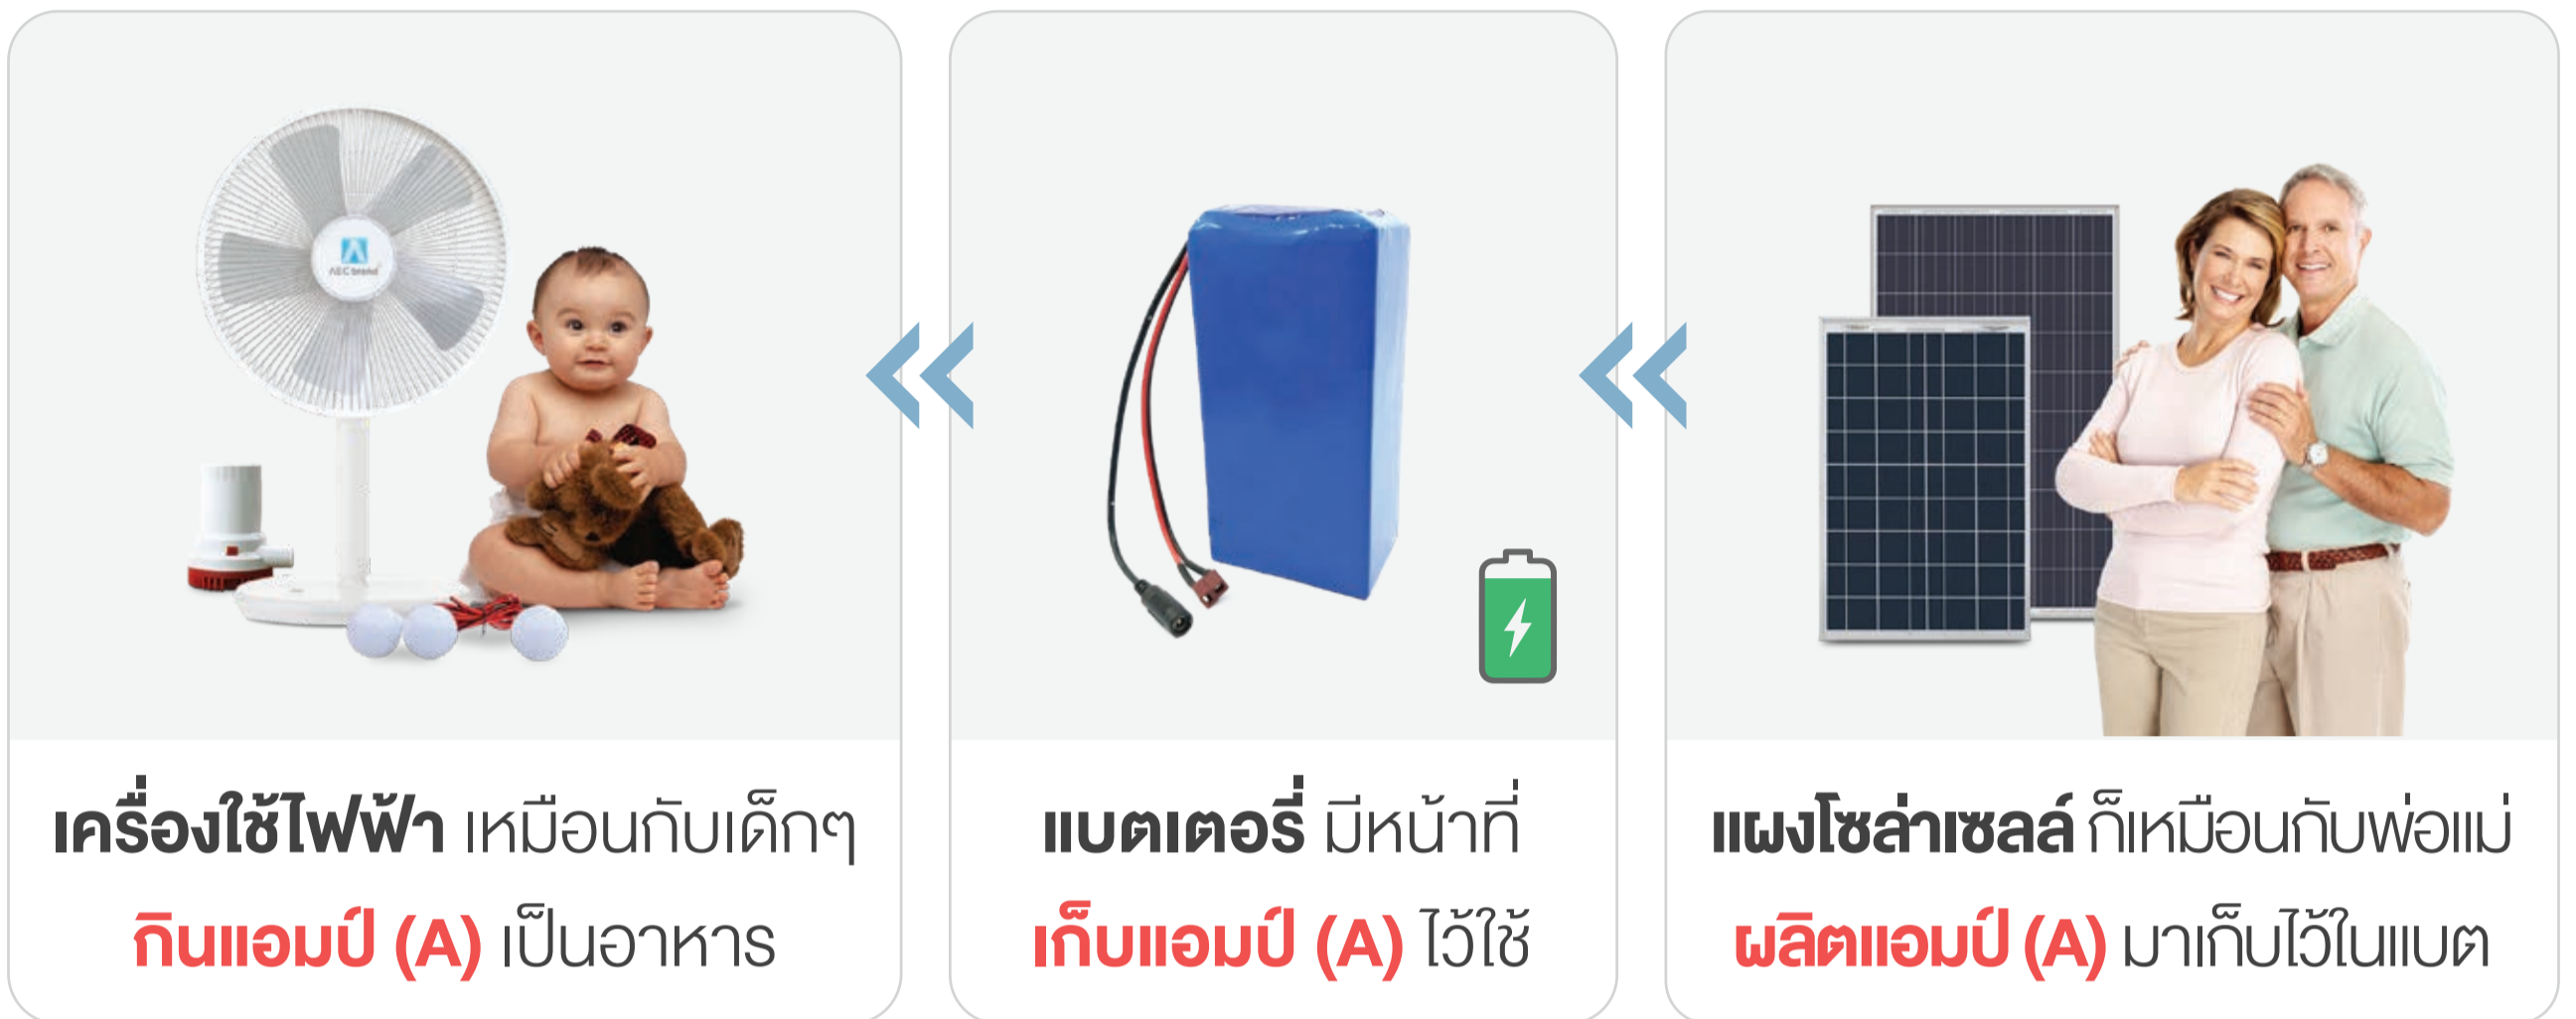 AEC brand
เครื่องใช้ไฟฟ้า เหมือนกับเด็กๆ
กินแอมป์ (A) เป็นอาหาร
แบตเตอรี่ มีหน้าที่
เก็บแอมป์ (A) ไว้ใช้
แผงโซล่าเซลล์ ก็เหมือนกับพ่อแม่
ผลิตแอมป์ (A) มาเก็บไว้ในแบต